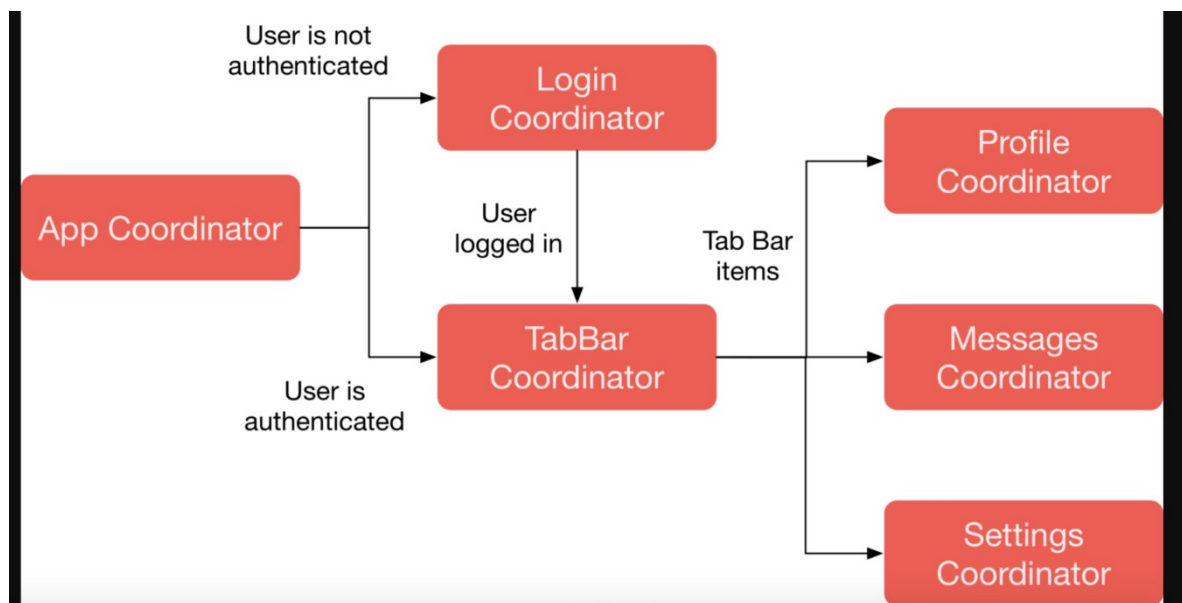 User is not
authenticated
Login
Coordinator
Profile
Coordinator
App Coordinator
User
logged in
Tab Bar
items
TabBar
Coordinator
Messages
Coordinator
User is
authenticated
Settings
Coordinator